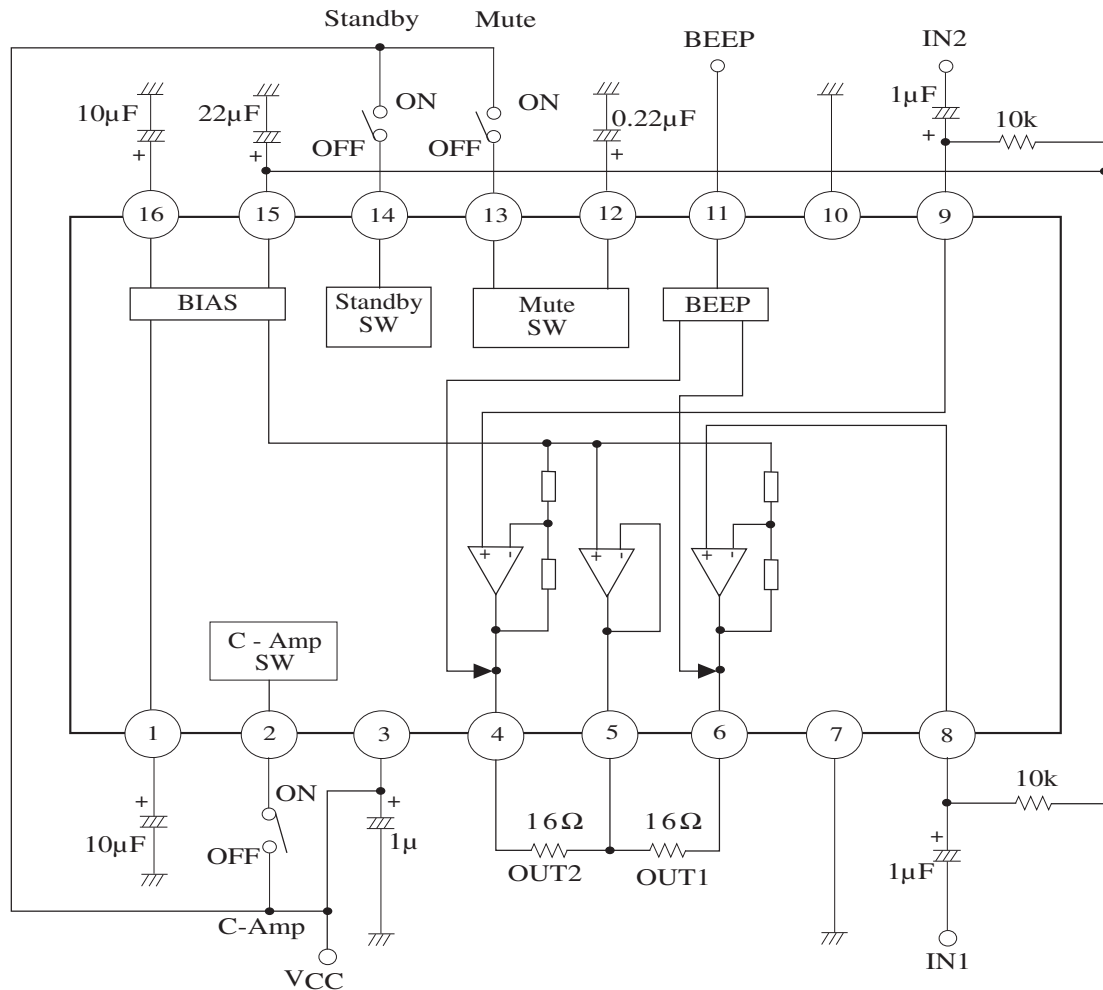 Standby Mute
BEEP
IN2
10µF
22µF
ON
OFF
ON
OFF
0.22µF
1µF
10k
+
+
+
+
16
15
14
13
12
11
10
9
BIAS
Standby
SW
Mute
SW
BEEP
+ -
+ -
+ -
C - Amp
SW
1
2
3
4
5
6
7
8
+
10µF
ON
OFF
C-Amp
VCC
+
1µ
16Ω
OUT2
16Ω
OUT1
10k
+
1µF
IN1